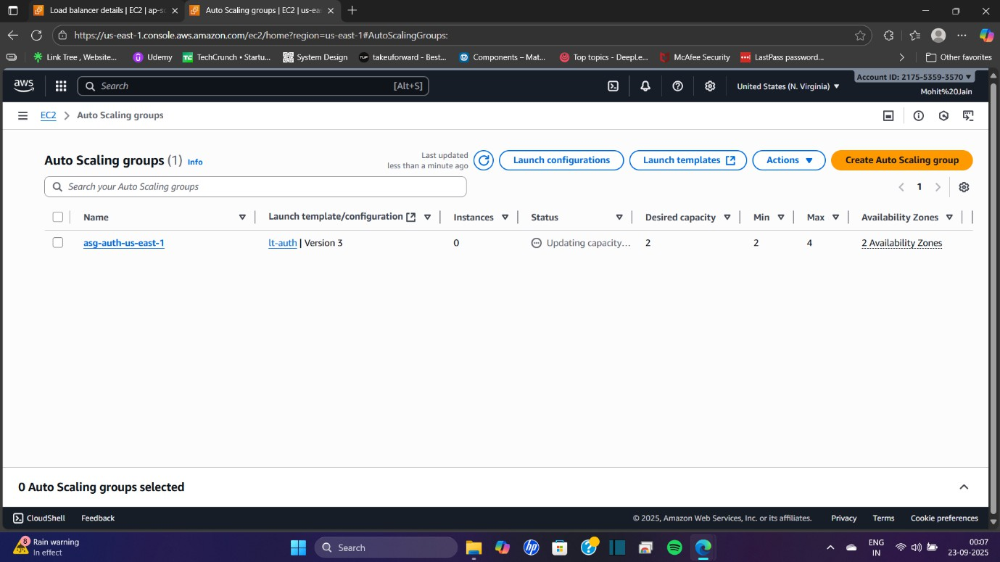 Load balancer details | EC2 | ap-so
Auto Scaling groups | EC2 | us-eas
https://us-east-1.console.aws.amazon.com/ec2/home?region=us-east-1#AutoScalingGroups:
Link Tree , Website...
Udemy
TechCrunch • Startu...
System Design
takeuforward - Best...
Components – Mat...
Top topics - DeepLe...
McAfee Security
LastPass password...
Other favorites
aws
Search
[Alt+S]
United States (N. Virginia)
Account ID: 2175-5359-3570
Mohit%20Jain
EC2
Auto Scaling groups
Auto Scaling groups (1) Info
Last updated
less than a minute ago
Launch configurations
Launch templates
Actions
Create Auto Scaling group
Search your Auto Scaling groups
1
Name
Launch template/configuration
Instances
Status
Desired capacity
Min
Max
Availability Zones
asg-auth-us-east-1
lt-auth | Version 3
0
Updating capacity...
2
2
4
2 Availability Zones
0 Auto Scaling groups selected
CloudShell
Feedback
© 2025, Amazon Web Services, Inc. or its affiliates.
Privacy
Terms
Cookie preferences
8
Rain warning
In effect
Search
ENG
IN
00:07
23-09-2025